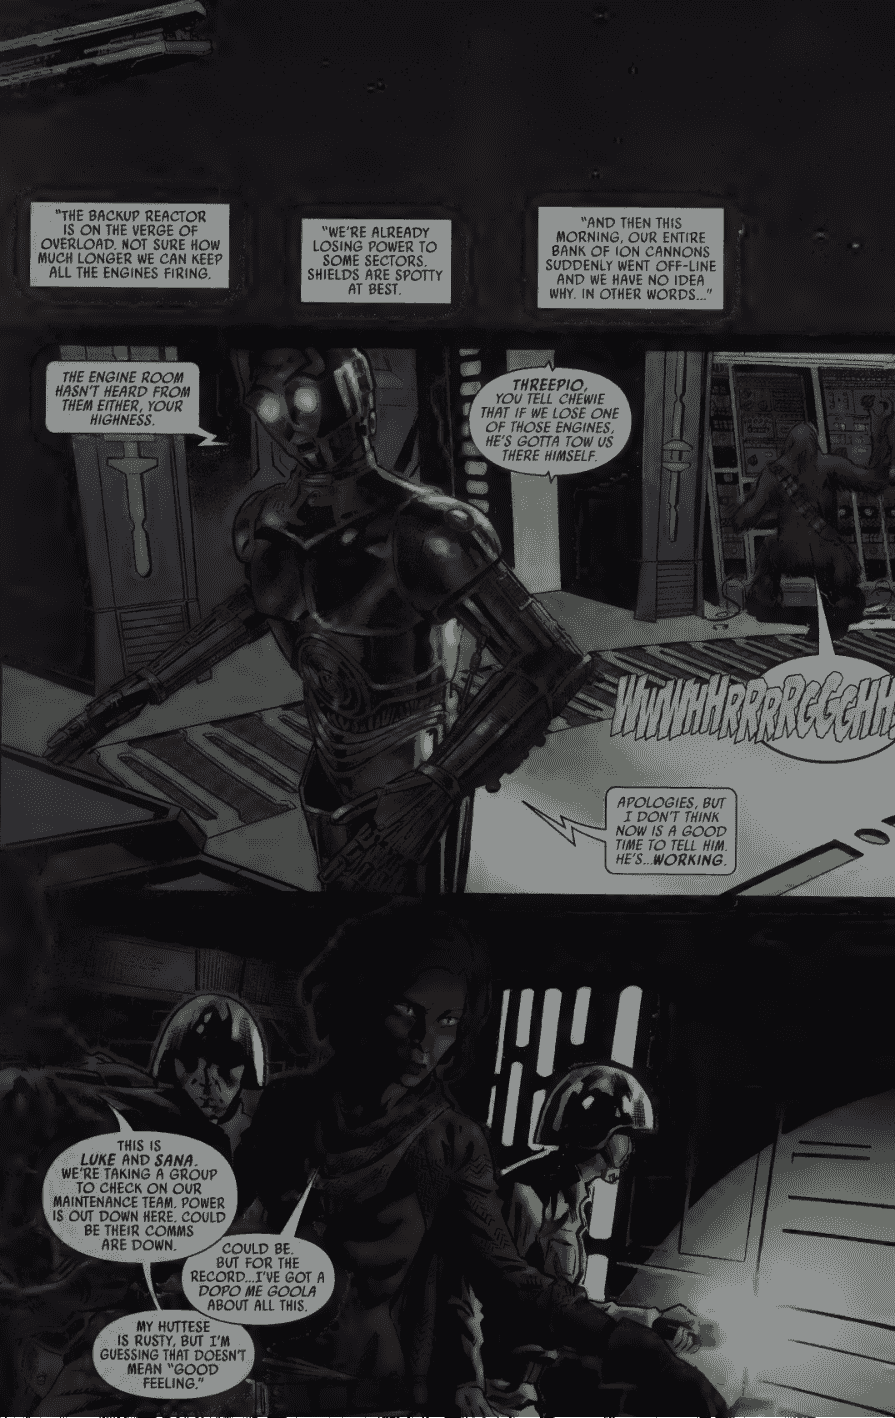 "THE BACKUP REACTOR
IS ON THE VERGE OF
OVERLOAD. NOT SURE HOW
MUCH LONGER WE CAN KEEP
ALL THE ENGINES FIRING.
"WE'RE ALREADY
LOSING POWER TO
SOME SECTORS.
SHIELDS ARE SPOTTY
AT BEST.
"AND THEN THIS
MORNING, OUR ENTIRE
BANK OF ION CANNONS
SUDDENLY WENT OFF-LINE
AND WE HAVE NO IDEA
WHY. IN OTHER WORDS..."
THE ENGINE ROOM
HASN'T HEARD FROM
THEM EITHER, YOUR
HIGHNESS.
THREEPIO,
YOU TELL CHEWIE
THAT IF WE LOSE ONE
OF THOSE ENGINES,
HE'S GOTTA TOW US
THERE HIMSELF.
WWWHHRRRRGGGHH!
APOLOGIES, BUT
I DON'T THINK
NOW IS A GOOD
TIME TO TELL HIM.
HE'S...WORKING.
THIS IS
LUKE AND SANA.
WE'RE TAKING A GROUP
TO CHECK ON OUR
MAINTENANCE TEAM. POWER
IS OUT DOWN HERE. COULD
BE THEIR COMMS
ARE DOWN.
COULD BE.
BUT FOR THE
RECORD...I'VE GOT A
DOPO ME GOOLA
ABOUT ALL THIS.
MY HUTTESE
IS RUSTY, BUT I'M
GUESSING THAT DOESN'T
MEAN "GOOD
FEELING."